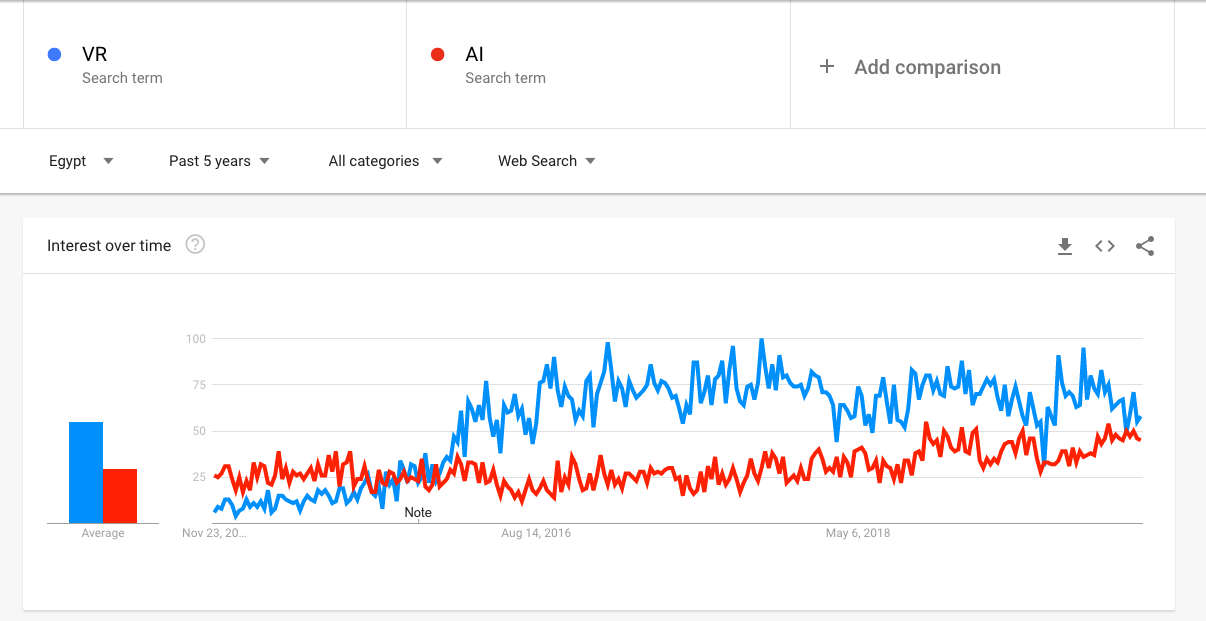 VR
Search term
AI
Search term
+ Add comparison
Egypt
Past 5 years
All categories
Web Search
Interest over time
?
100
75
50
25
Note
Average
Nov 23, 20...
Aug 14, 2016
May 6, 2018